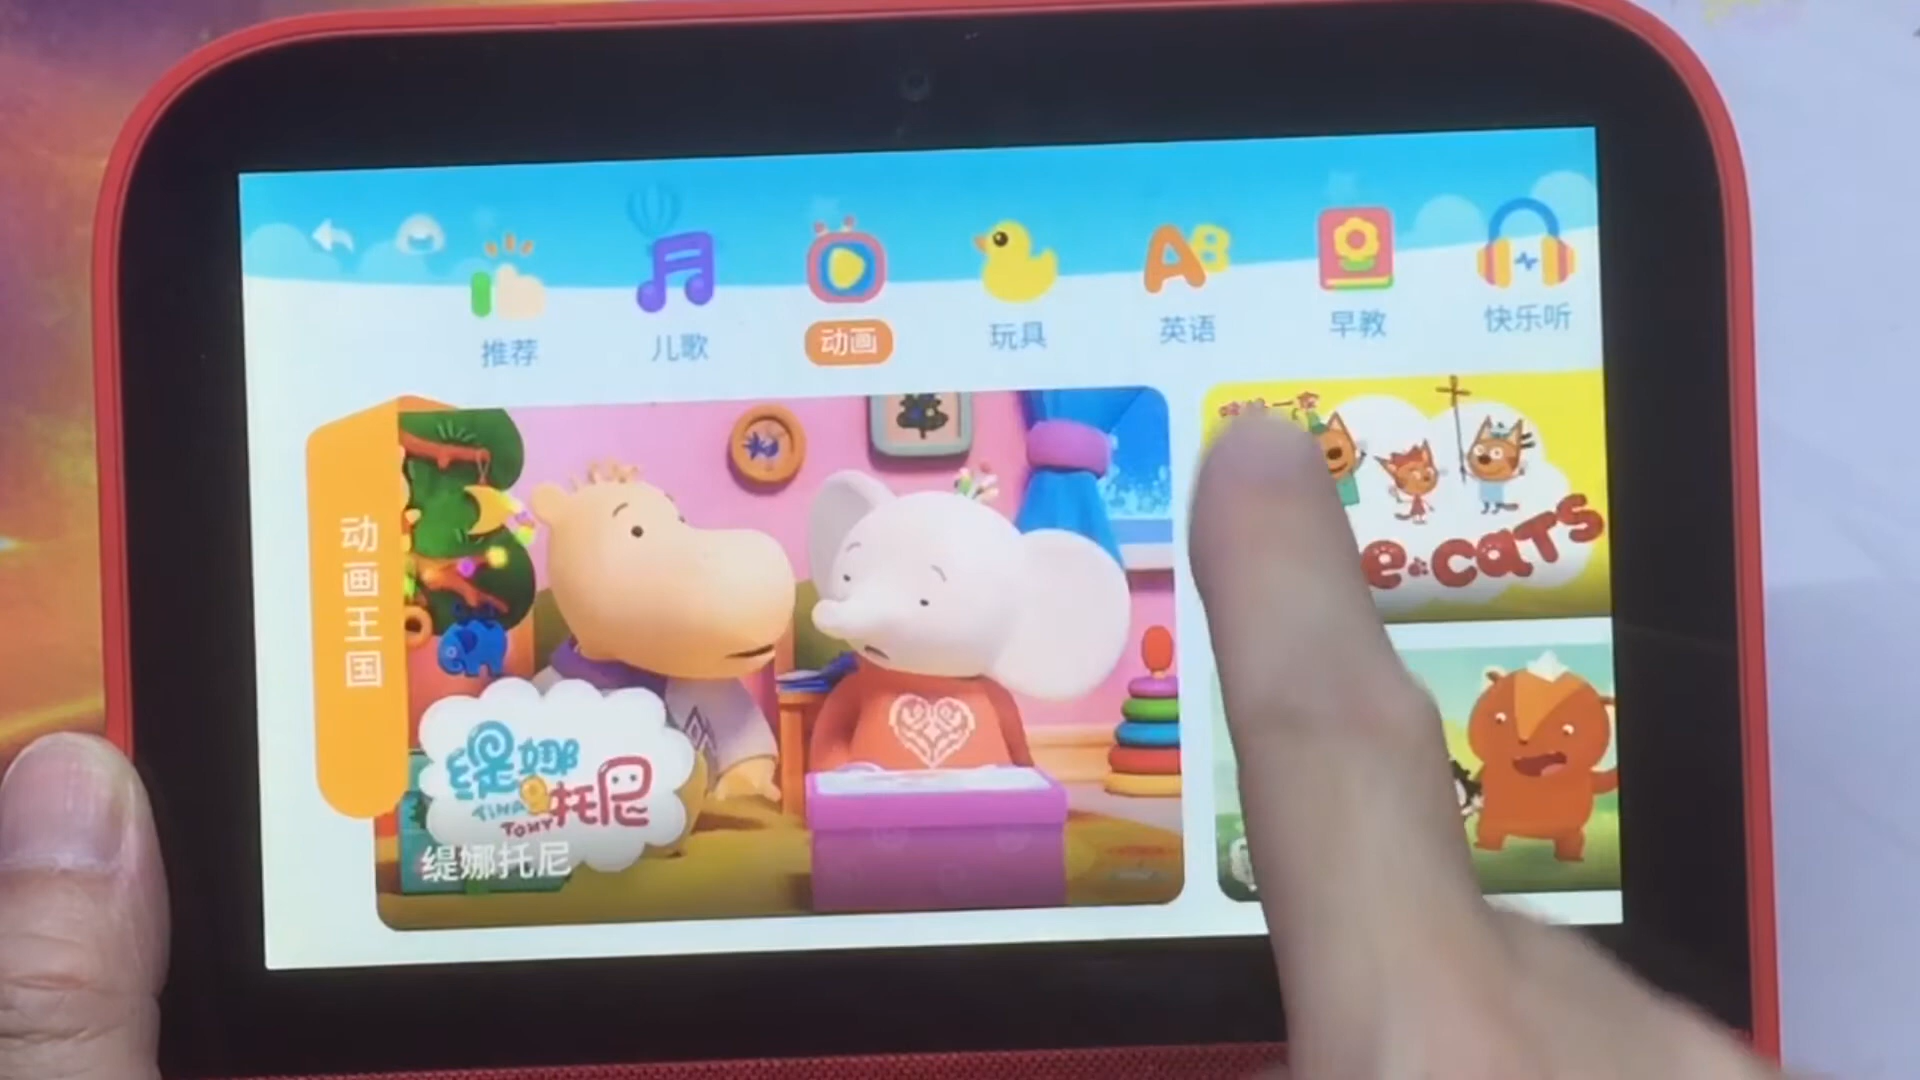 推荐
儿歌
动画
玩具
英语
早教
快乐听
动画王国
缇娜
托尼
TINA
TONY
缇娜托尼
e·cats